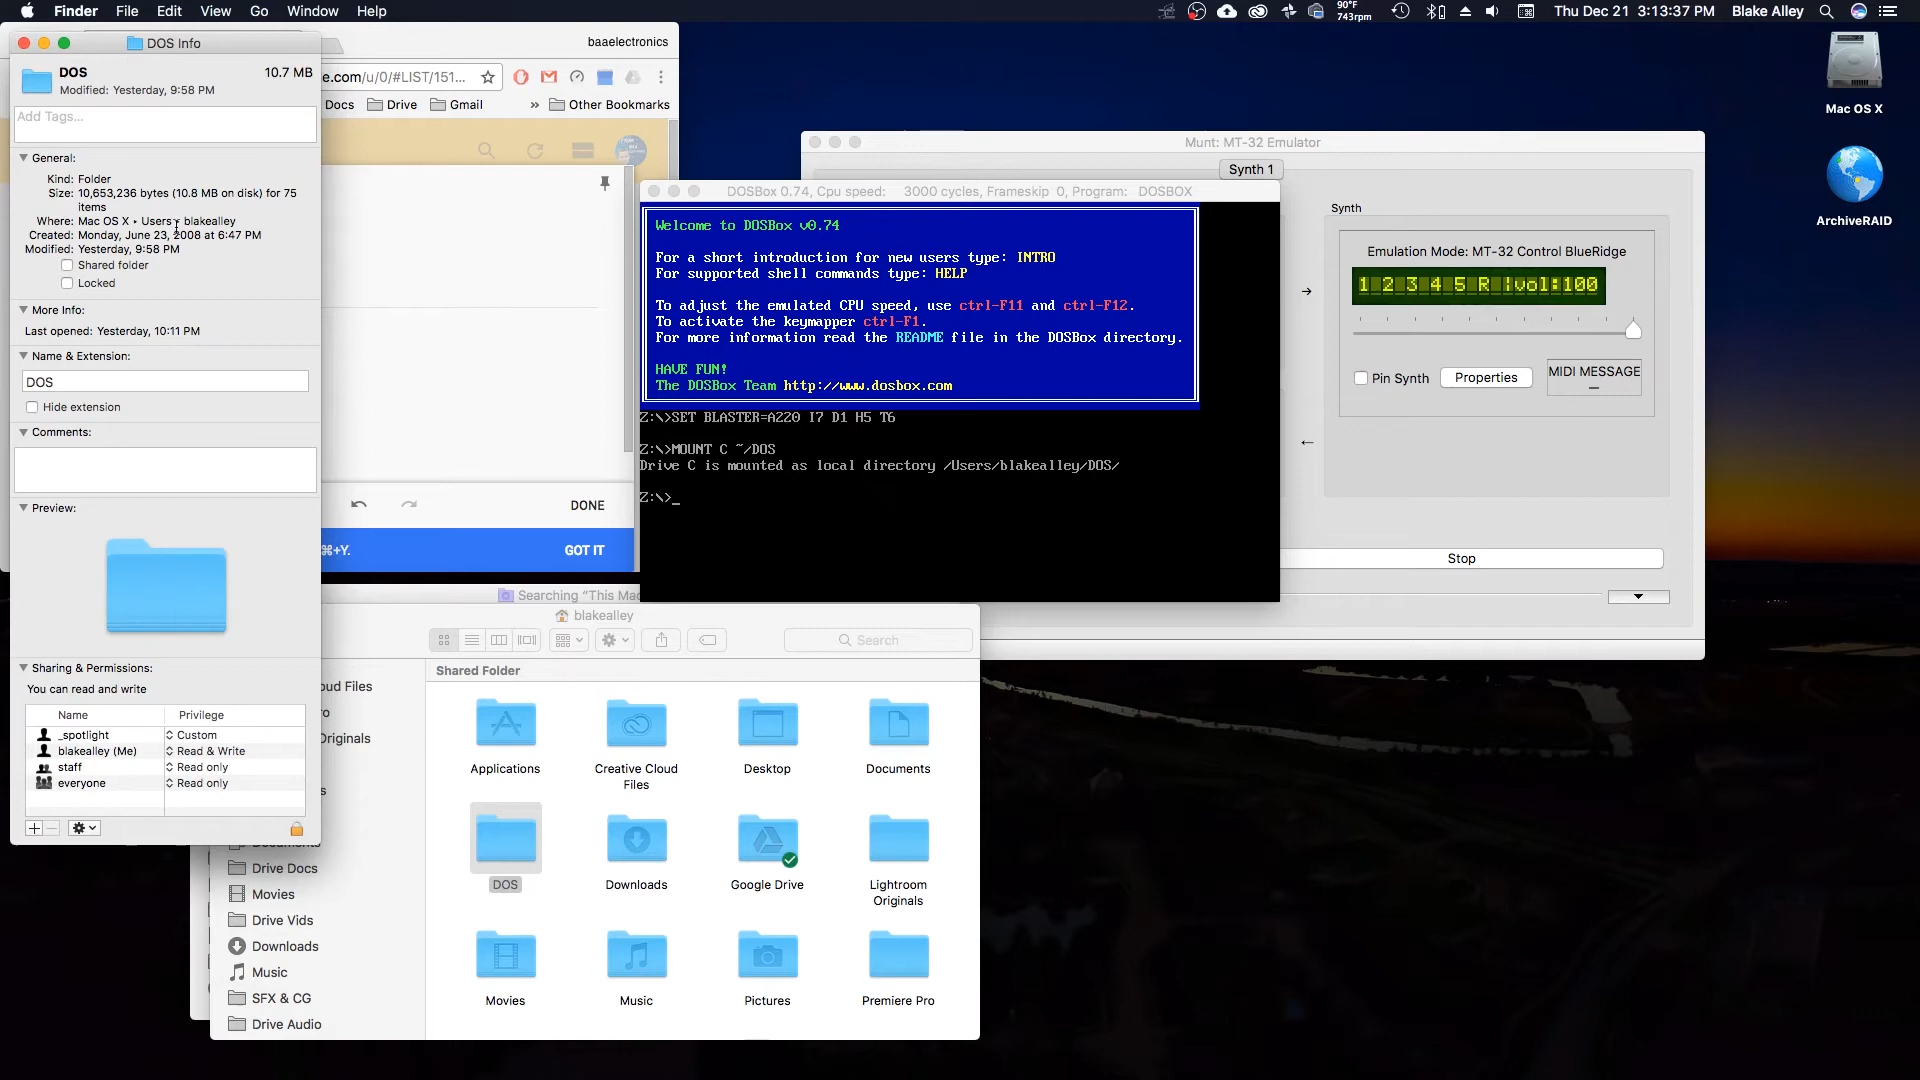 Finder File Edit View Go Window Help
90°F
743rpm
Thu Dec 21 3:13:37 PM Blake Alley
DOS Info
DOS 10.7 MB
Modified: Yesterday, 9:58 PM
Add Tags...
General:
Kind: Folder
Size: 10,653,236 bytes (10.8 MB on disk) for 75
items
Where: Mac OS X ▸ Users ▸ blakealley
Created: Monday, June 23, 2008 at 6:47 PM
Modified: Yesterday, 9:58 PM
Shared folder
Locked
More Info:
Last opened: Yesterday, 10:11 PM
Name & Extension:
DOS
Hide extension
Comments:
Preview:
Sharing & Permissions:
You can read and write
Name Privilege
_spotlight Custom
blakealley (Me) Read & Write
staff Read only
everyone Read only
baaelectronics
e.com/u/0/#LIST/151...
Docs Drive Gmail » Other Bookmarks
DONE
⌘+Y. GOT IT
Munt: MT-32 Emulator
Synth 1
Synth
Emulation Mode: MT-32 Control BlueRidge
1 2 3 4 5 R |vol:100
Pin Synth Properties MIDI MESSAGE
Stop
DOSBox 0.74, Cpu speed: 3000 cycles, Frameskip 0, Program: DOSBOX
Welcome to DOSBox v0.74
For a short introduction for new users type: INTRO
For supported shell commands type: HELP
To adjust the emulated CPU speed, use ctrl-F11 and ctrl-F12.
To activate the keymapper ctrl-F1.
For more information read the README file in the DOSBox directory.
HAVE FUN!
The DOSBox Team http://www.dosbox.com
Z:\>SET BLASTER=A220 I7 D1 H5 T6
Z:\>MOUNT C ~/DOS
Drive C is mounted as local directory /Users/blakealley/DOS/
Z:\>_
Searching “This Mac
blakealley
Search
Shared Folder
oud Files
ro
Originals
s
Documents
Drive Docs
Movies
Drive Vids
Downloads
Music
SFX & CG
Drive Audio
Applications
Creative Cloud
Files
Desktop
Documents
DOS
Downloads
Google Drive
Lightroom
Originals
Movies
Music
Pictures
Premiere Pro
Mac OS X
ArchiveRAID